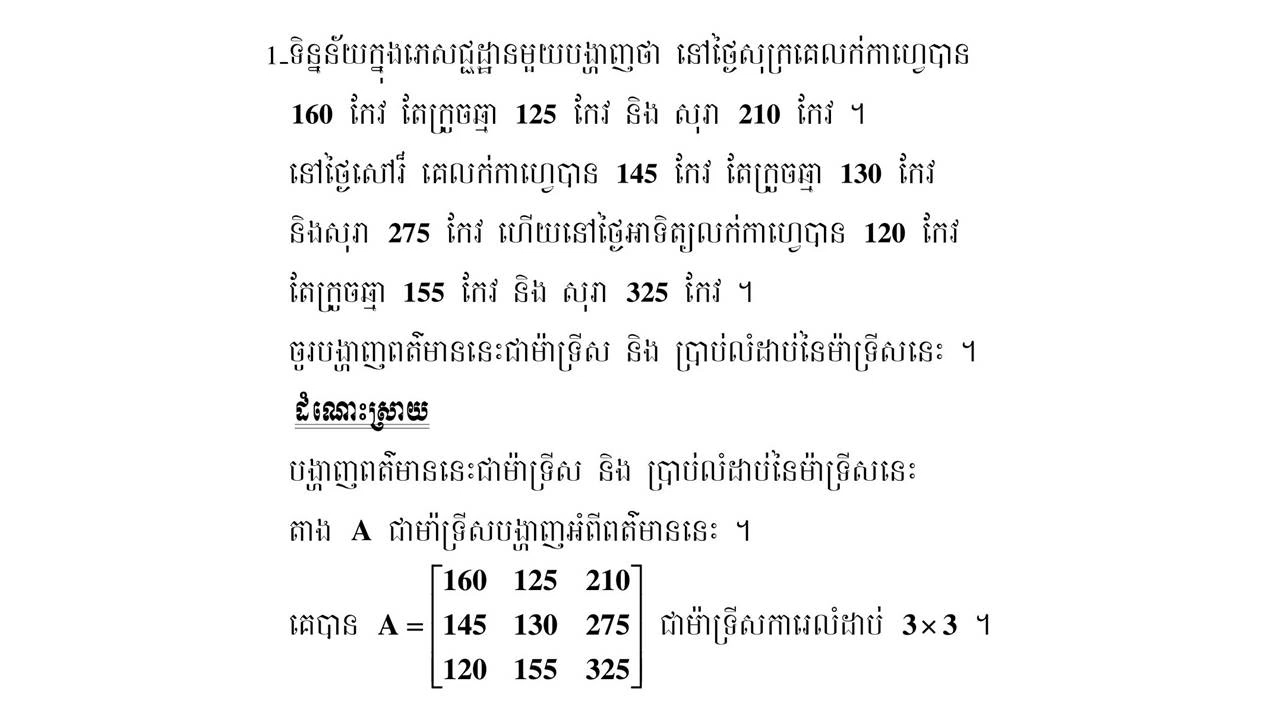 1-ទិន្នន័យក្នុងភេសជ្ជដ្ឋានមួយបង្ហាញថា នៅថ្ងៃសុក្រគេលក់កាហ្វេបាន
160 កែវ តែក្រូចឆ្មា 125 កែវ និង សុរា 210 កែវ ។
នៅថ្ងៃសៅរ៍ គេលក់កាហ្វេបាន 145 កែវ តែក្រូចឆ្មា 130 កែវ
និងសុរា 275 កែវ ហើយនៅថ្ងៃអាទិត្យលក់កាហ្វេបាន 120 កែវ
តែក្រូចឆ្មា 155 កែវ និង សុរា 325 កែវ ។
ចូរបង្ហាញពត៌មាននេះជាម៉ាទ្រីស និង ប្រាប់លំដាប់នៃម៉ាទ្រីសនេះ ។
ដំណោះស្រាយ
បង្ហាញពត៌មាននេះជាម៉ាទ្រីស និង ប្រាប់លំដាប់នៃម៉ាទ្រីសនេះ
តាង A ជាម៉ាទ្រីសបង្ហាញអំពីពត៌មាននេះ ។
160 125 210
គេបាន A = 145 130 275 ជាម៉ាទ្រីសការេលំដាប់ 3×3 ។
120 155 325